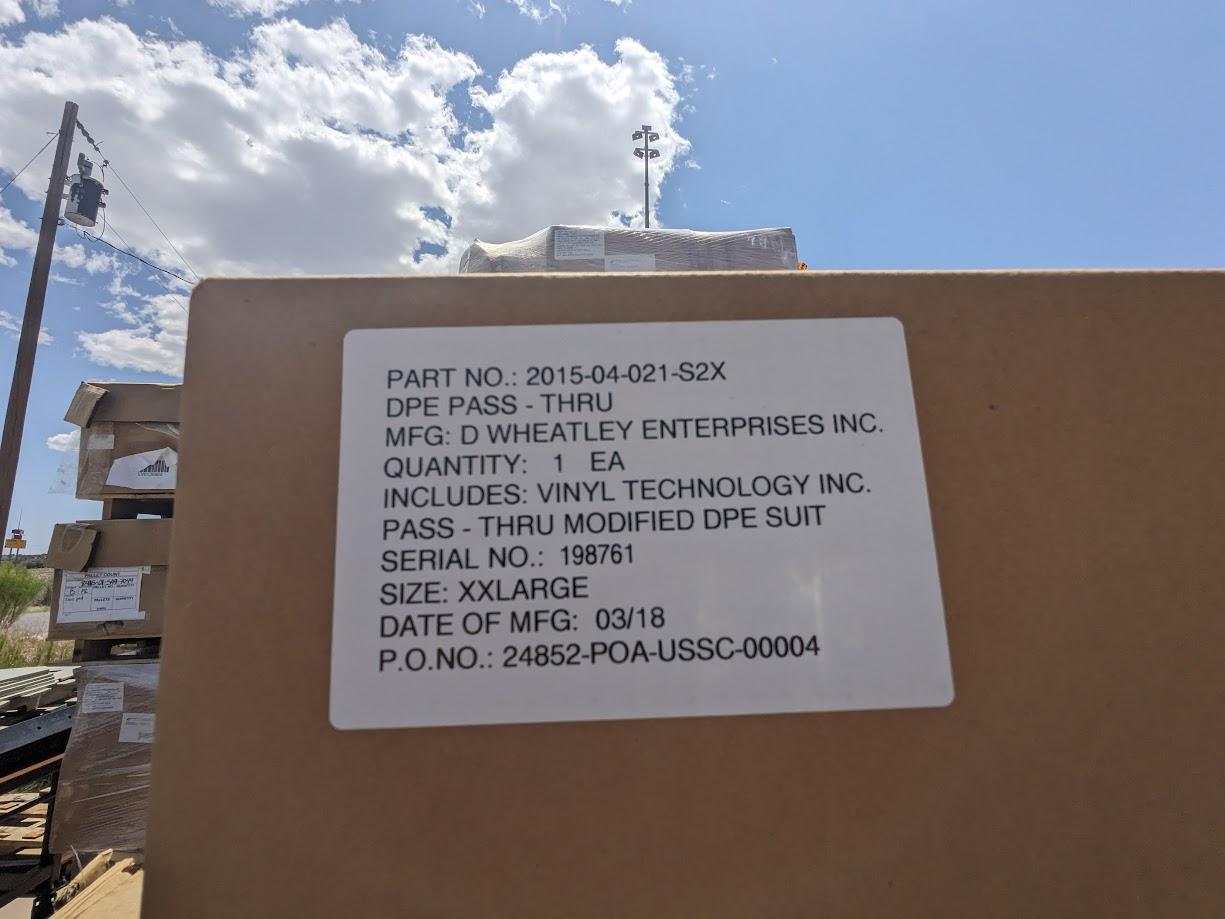 PART NO.: 2015-04-021-S2X
DPE PASS - THRU
MFG: D WHEATLEY ENTERPRISES INC.
QUANTITY: 1 EA
INCLUDES: VINYL TECHNOLOGY INC.
PASS - THRU MODIFIED DPE SUIT
SERIAL NO.: 198761
SIZE: XXLARGE
DATE OF MFG: 03/18
P.O.NO.: 24852-POA-USSC-00004
PALLET COUNT